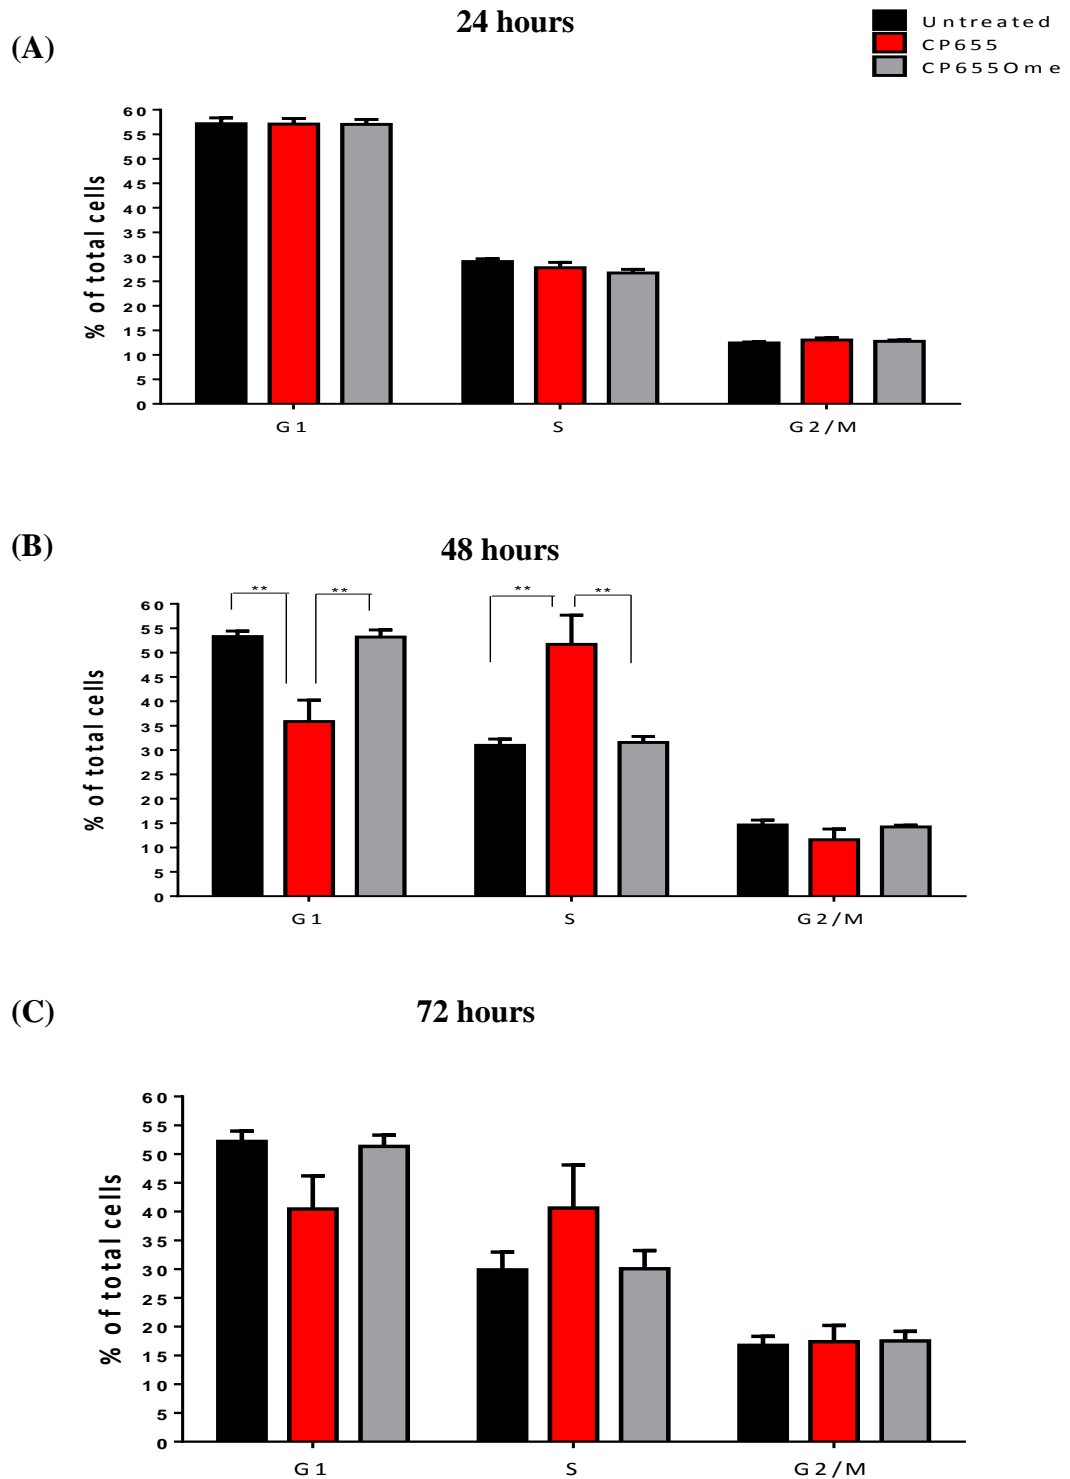 24 hours
(A)
Untreated
CP655
CP655Ome
% of total cells
60
55
50
45
40
35
30
25
20
15
10
5
0
G1 S G2/M
(B)
48 hours
** ** ** **
% of total cells
60
55
50
45
40
35
30
25
20
15
10
5
0
G1 S G2/M
(C)
72 hours
% of total cells
60
55
50
45
40
35
30
25
20
15
10
5
0
G1 S G2/M